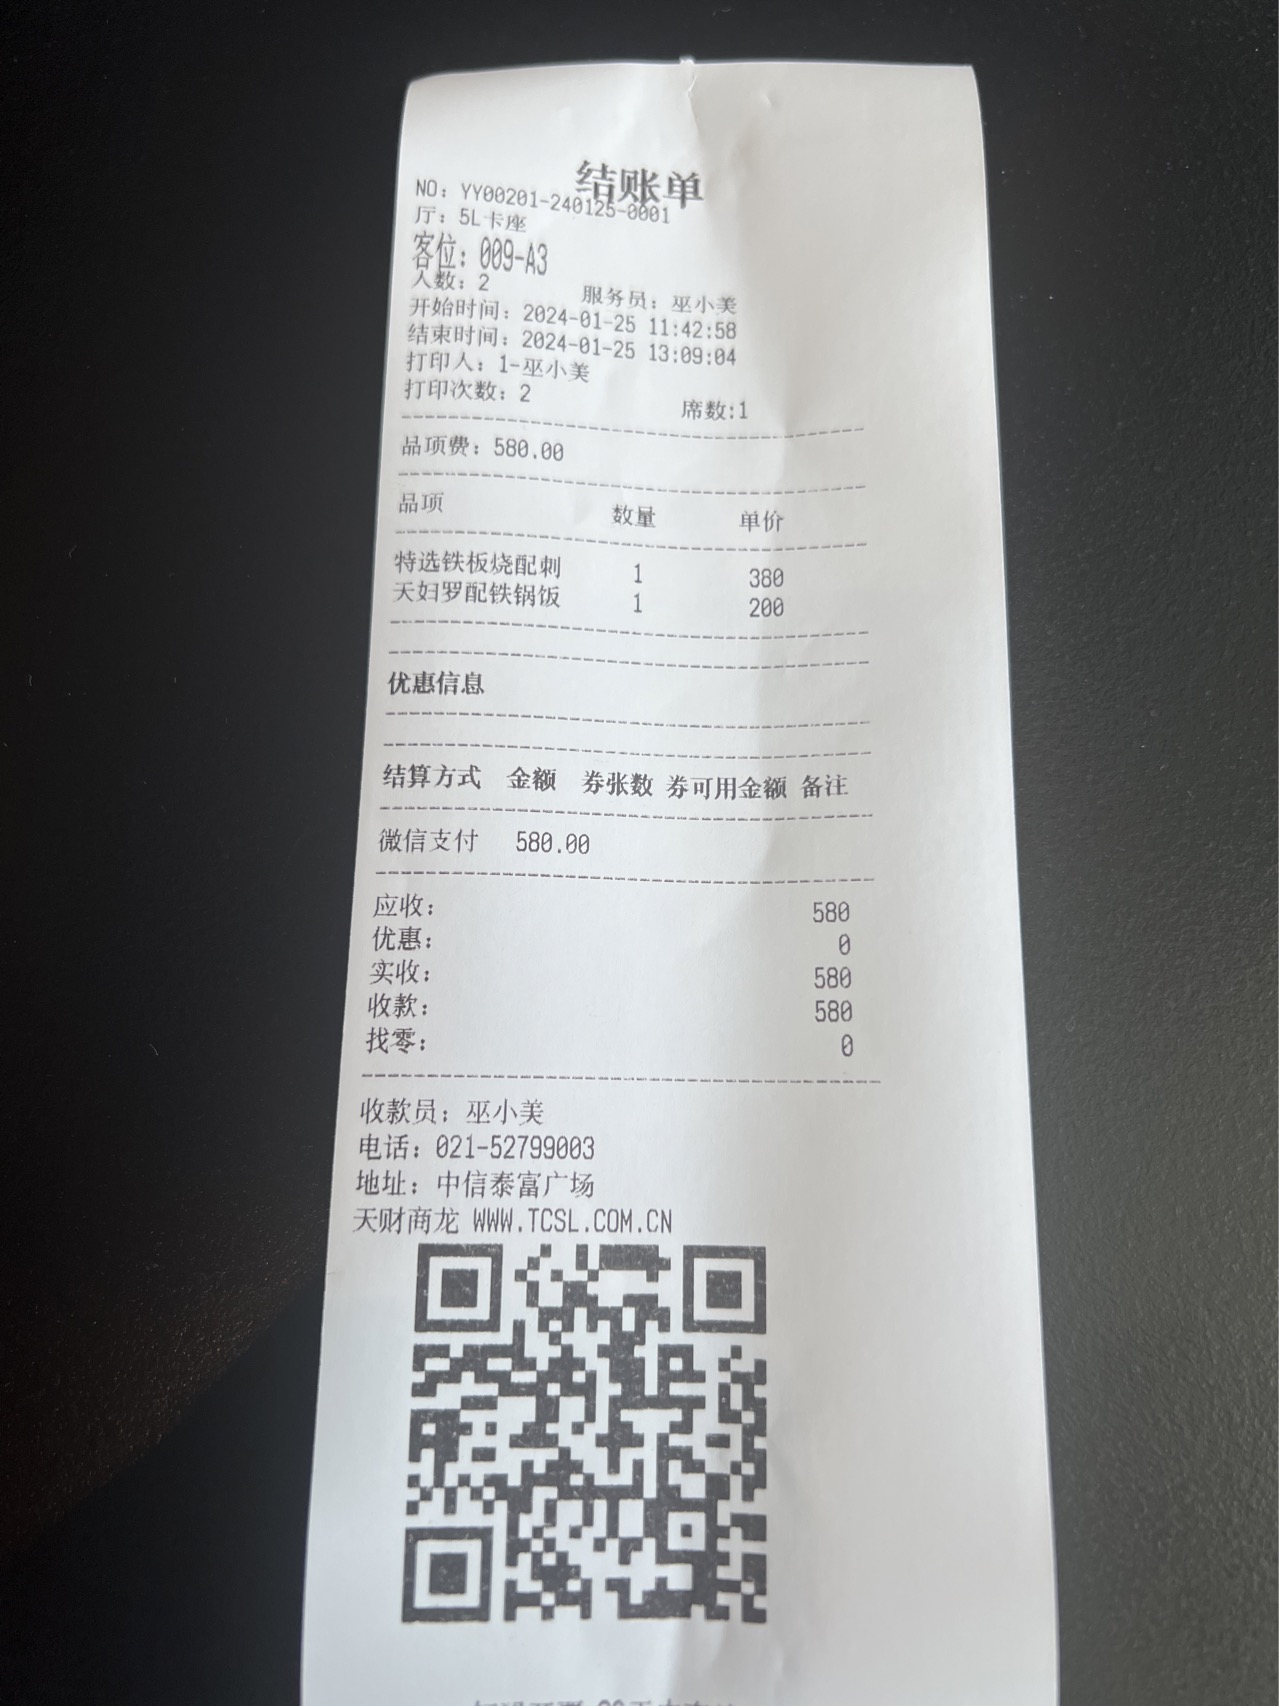 结账单
NO: YY00201-240125-0001
厅: 5L卡座
客位: 009-A3
人数: 2 服务员: 巫小美
开始时间: 2024-01-25 11:42:58
结束时间: 2024-01-25 13:09:04
打印人: 1-巫小美
打印次数: 2 席数:1
品项费: 580.00
品项 数量 单价
特选铁板烧配刺 1 380
天妇罗配铁锅饭 1 200
优惠信息
结算方式 金额 券张数 券可用金额 备注
微信支付 580.00
应收: 580
优惠: 0
实收: 580
收款: 580
找零: 0
收款员: 巫小美
电话: 021-52799003
地址: 中信泰富广场
天财商龙 WWW.TCSL.COM.CN